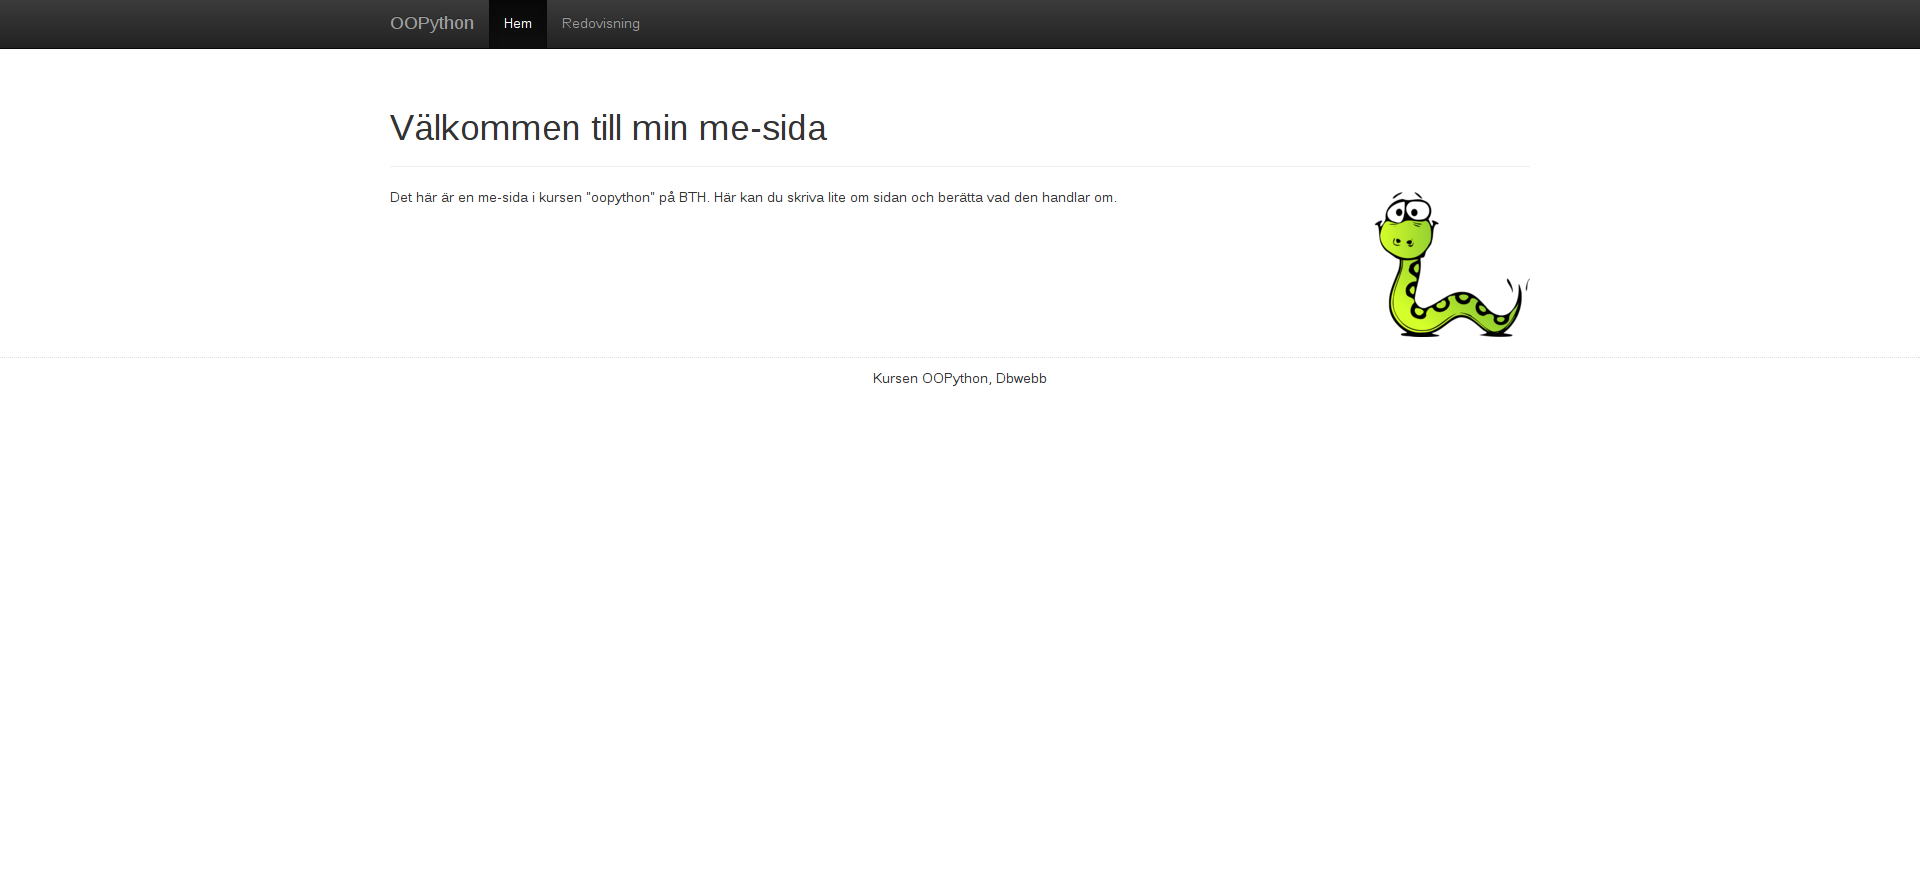 OOPython Hem Redovisning
Välkommen till min me-sida
Det här är en me-sida i kursen "oopython" på BTH. Här kan du skriva lite om sidan och berätta vad den handlar om.
Kursen OOPython, Dbwebb